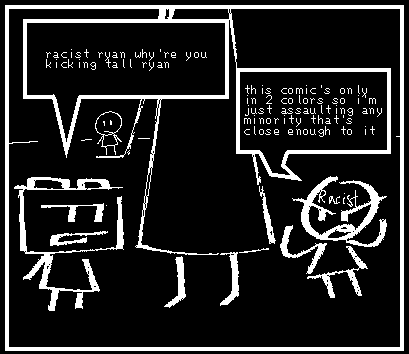 racist ryan why're you
kicking tall ryan
this comic's only
in 2 colors so i'm
just assaulting any
minority that's
close enough to it
Racist